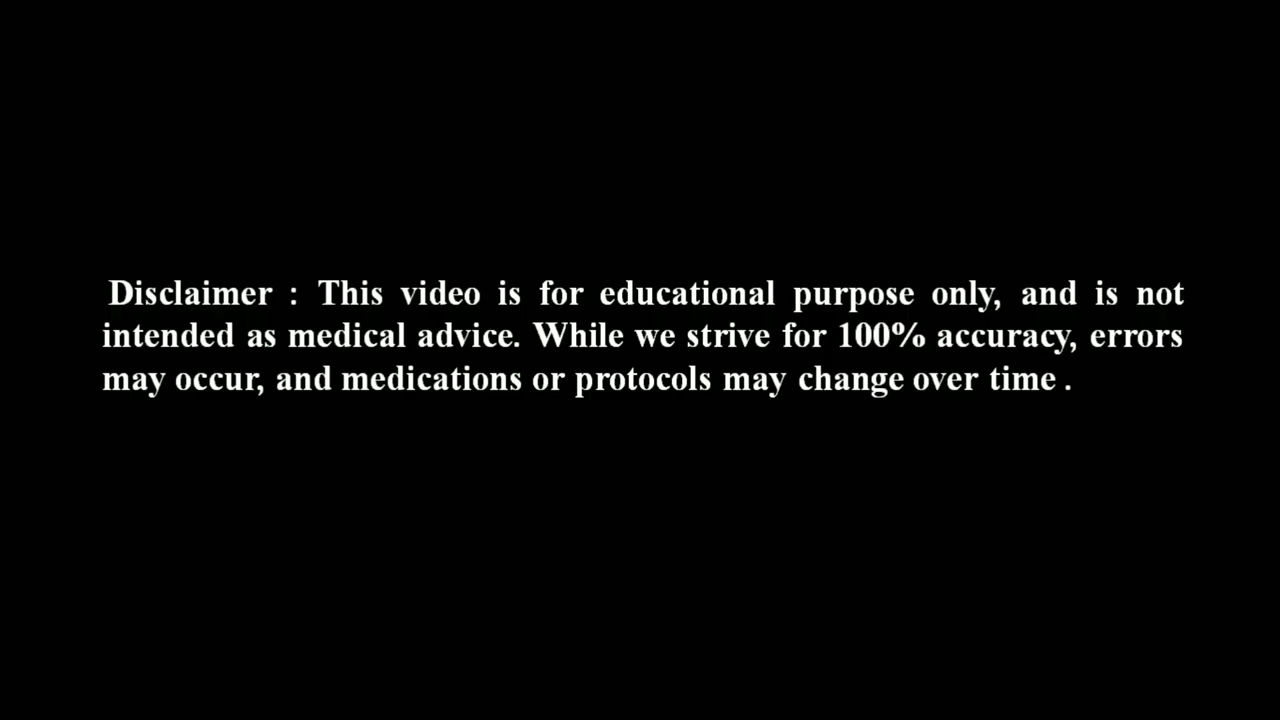 Disclaimer : This video is for educational purpose only, and is not
intended as medical advice. While we strive for 100% accuracy, errors
may occur, and medications or protocols may change over time .